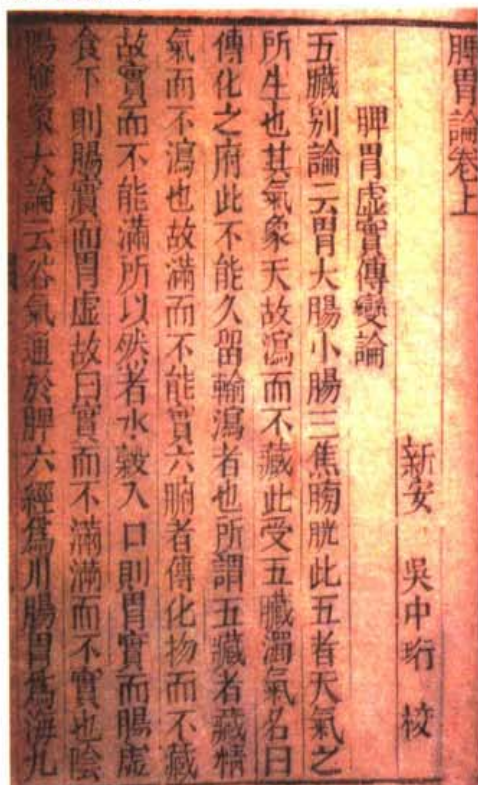 脾胃論卷上
新安 吳中珩 校
脾胃虛實傳變論
五臟別論云胃大腸小腸三焦膀胱此五者天氣之
所生也其氣象天故瀉而不藏此受五臟濁氣名曰
傳化之府此不能久留輸瀉者也所謂五藏者藏精
氣而不瀉也故滿而不能實六腑者傳化物而不藏
故實而不能滿所以然者水穀入口則胃實而腸虛
食下則腸實而胃虛故曰實而不滿滿而不實也陰
陽應象大論云谷氣通於脾六經爲川腸胃爲海九